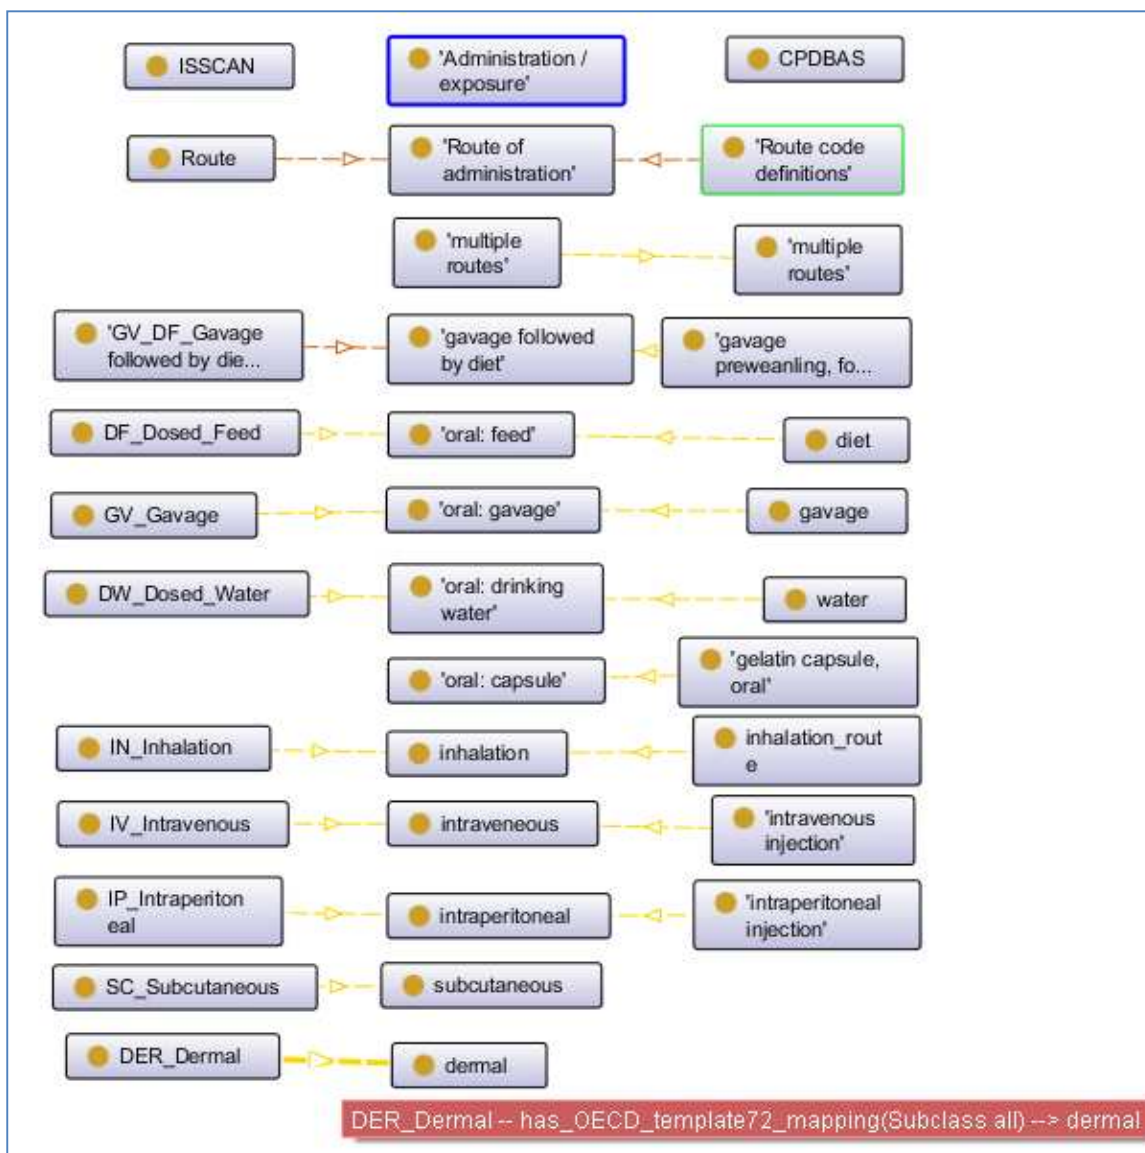 ISSCAN
'Administration /
exposure'
CPDBAS
Route
'Route of
administration'
'Route code
definitions'
'multiple
routes'
'multiple
routes'
'GV_DF_Gavage
followed by die...
'gavage followed
by diet'
'gavage
preweanling, fo...
DF_Dosed_Feed
'oral: feed'
diet
GV_Gavage
'oral: gavage'
gavage
DW_Dosed_Water
'oral: drinking
water'
water
'oral: capsule'
'gelatin capsule,
oral'
IN_Inhalation
inhalation
inhalation_rout
e
IV_Intravenous
intraveneous
'intravenous
injection'
IP_Intraperiton
eal
intraperitoneal
'intraperitoneal
injection'
SC_Subcutaneous
subcutaneous
DER_Dermal
dermal
DER_Dermal -- has_OECD_template72_mapping(Subclass all) --> dermal